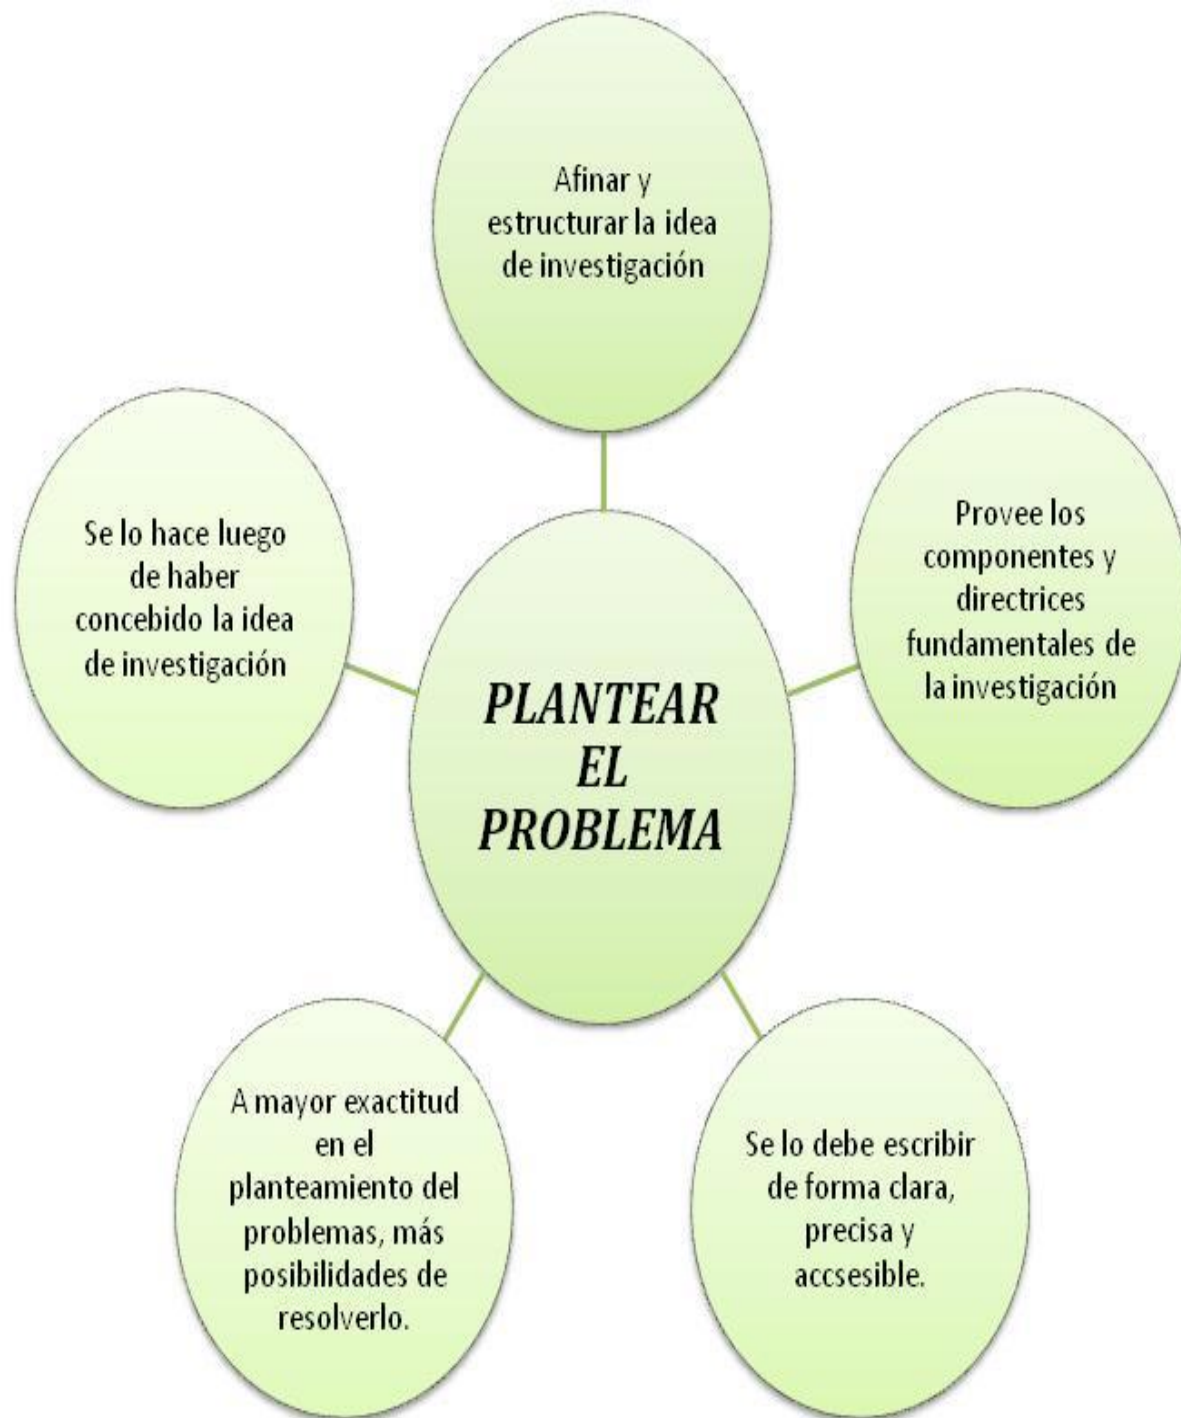 Afinar y
estructurar la idea
de investigación
Se lo hace luego
de haber
concebido la idea
de investigación
Provee los
componentes y
directrices
fundamentales de
la investigación
PLANTEAR
EL
PROBLEMA
A mayor exactitud
en el
planteamiento del
problemas, más
posibilidades de
resolverlo.
Se lo debe escribir
de forma clara,
precisa y
accsesible.